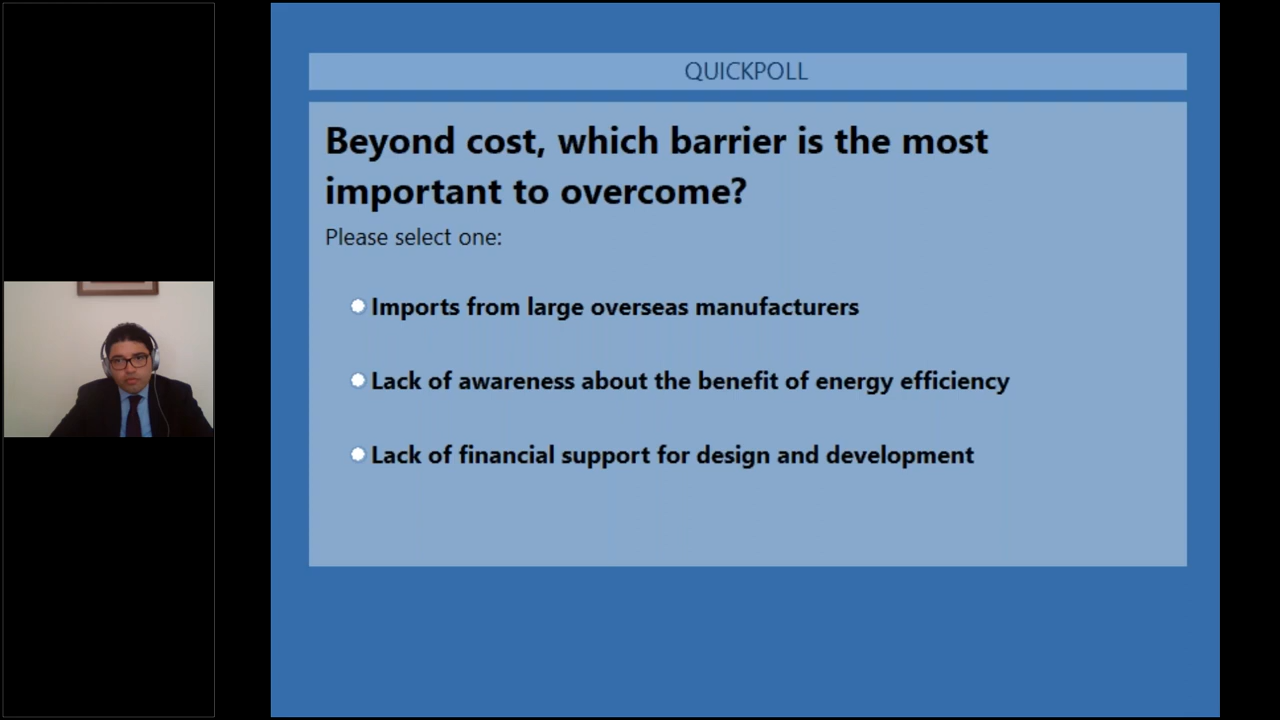 QUICKPOLL
Beyond cost, which barrier is the most
important to overcome?
Please select one:
Imports from large overseas manufacturers
Lack of awareness about the benefit of energy efficiency
Lack of financial support for design and development